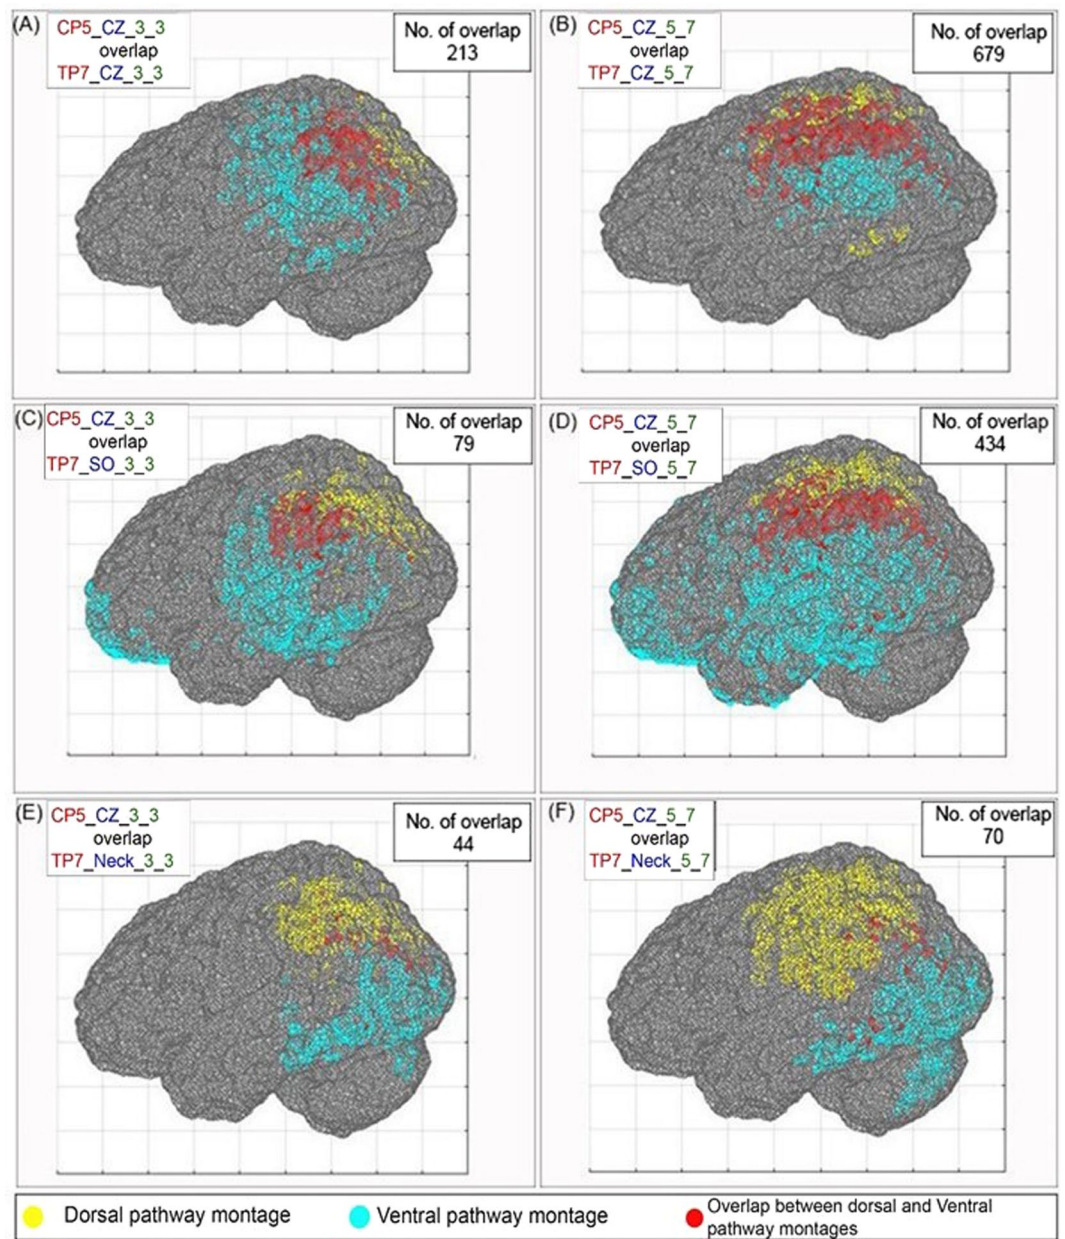 (A)
CP5_CZ_3_3
overlap
TP7_CZ_3_3
No. of overlap
213
(B)
CP5_CZ_5_7
overlap
TP7_CZ_5_7
No. of overlap
679
(C)
CP5_CZ_3_3
overlap
TP7_SO_3_3
No. of overlap
79
(D)
CP5_CZ_5_7
overlap
TP7_SO_5_7
No. of overlap
434
(E)
CP5_CZ_3_3
overlap
TP7_Neck_3_3
No. of overlap
44
(F)
CP5_CZ_5_7
overlap
TP7_Neck_5_7
No. of overlap
70
Dorsal pathway montage
Ventral pathway montage
Overlap between dorsal and Ventral
pathway montages